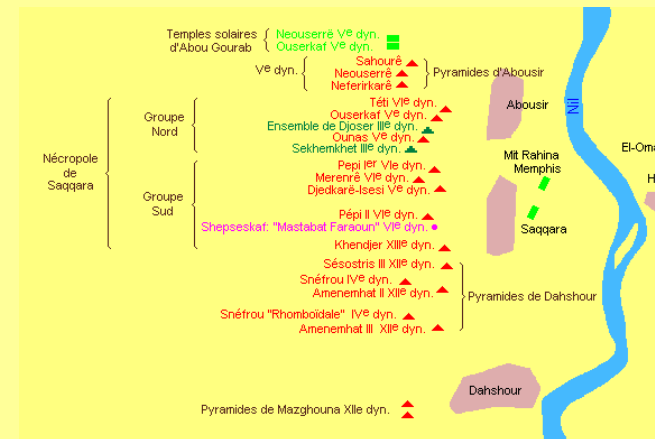 Temples solaires
d'Abou Gourab
Neouserrê Ve dyn.
Ouserkaf Ve dyn.
Ve dyn.
Sahourê
Neouserrê
Neferirkarê
Pyramides d'Abousir
Nécropole
de
Saqqara
Groupe
Nord
Téti VIe dyn.
Ouserkaf Ve dyn.
Ensemble de Djoser IIIe dyn.
Ounas Ve dyn.
Sekhemkhet IIIe dyn.
Groupe
Sud
Pepi Ier VIe dyn.
Merenrê VIe dyn.
Djedkarê-Isesi Ve dyn.
Pépi II VIe dyn.
Shepseskaf: "Mastabat Faraoun" VIe dyn.
Khendjer XIIIe dyn.
Sésostris III XIIe dyn.
Snéfrou IVe dyn.
Amenemhat II XIIe dyn.
Snéfrou "Rhomboïdale" IVe dyn.
Amenemhat III XIIe dyn.
Pyramides de Dahshour
Pyramides de Mazghouna XIIe dyn.
Abousir
Nil
Mit Rahina
Memphis
Saqqara
Dahshour
El-Oma
H